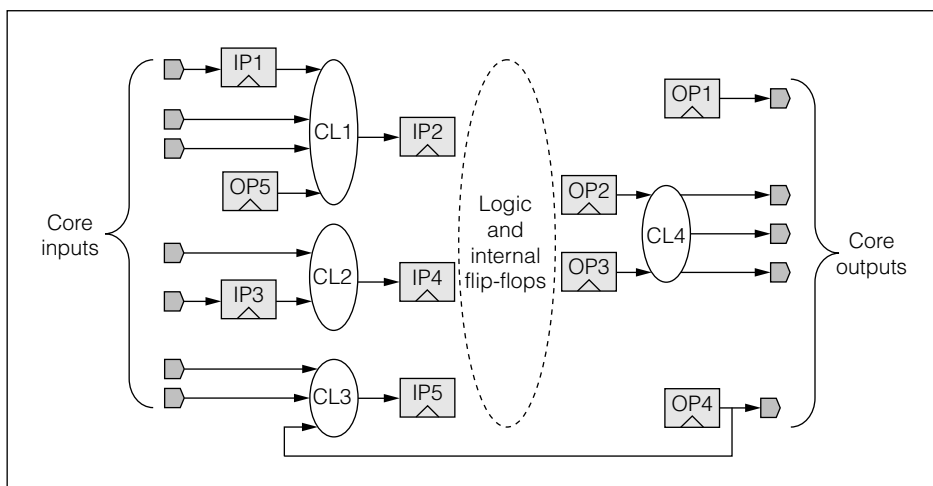 IP1
OP1
CL1
IP2
OP5
OP2
Core
inputs
Logic
and
internal
flip-flops
CL4
Core
outputs
CL2
IP4
OP3
IP3
CL3
IP5
OP4